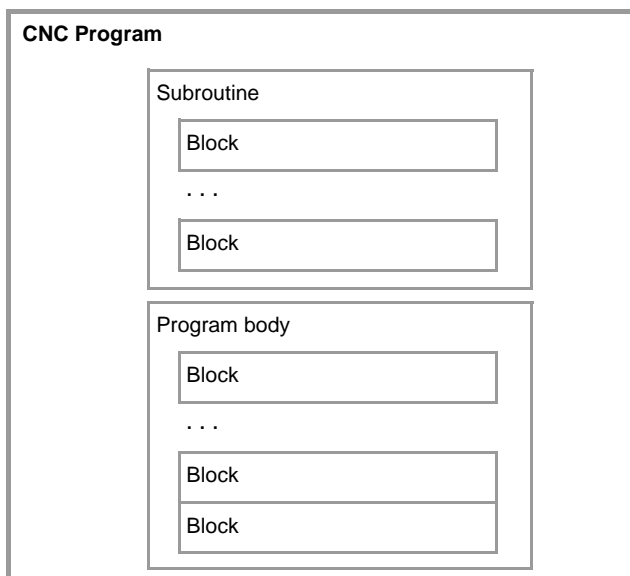 CNC Program
Subroutine
Block
. . .
Block
Program body
Block
. . .
Block
Block